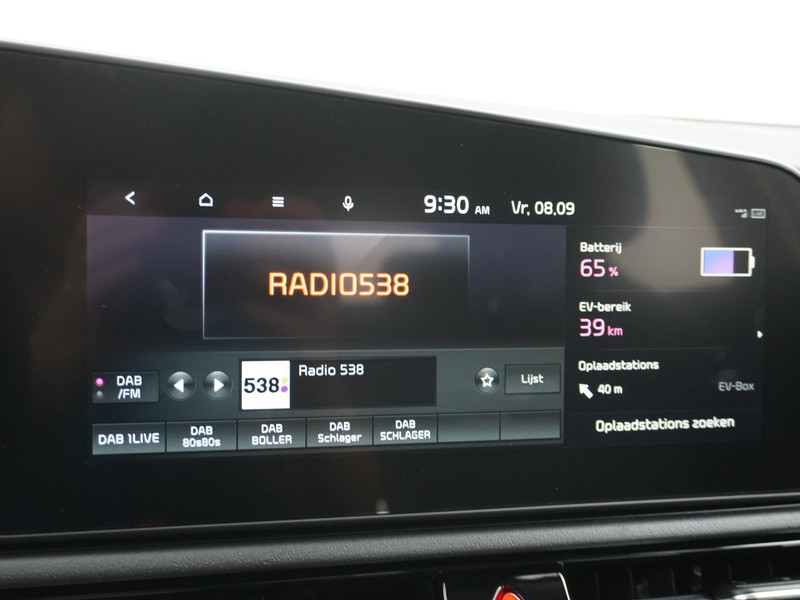 9:30 AM Vr. 08.09
RADIO538
DAB
/FM
538
Radio 538
Lijst
DAB 1LIVE
DAB
80s80s
DAB
BOLLER
DAB
Schlager
DAB
SCHLAGER
Batterij
65 %
EV-bereik
39 km
Oplaadstations
40 m
EV-Box
Oplaadstations zoeken